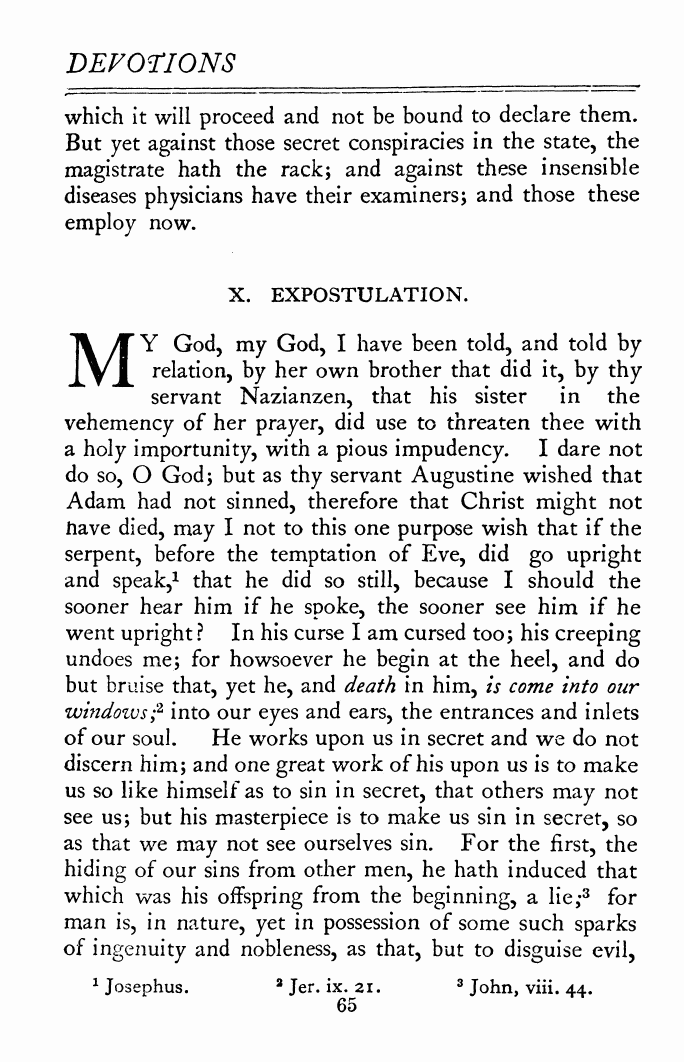 DEVOTIONS
which it will proceed and not be bound to declare them.
But yet against those secret conspiracies in the state, the
magistrate hath the rack; and against these insensible
diseases physicians have their examiners; and those these
employ now.
X. EXPOSTULATION.
MY God, my God, I have been told, and told by
relation, by her own brother that did it, by thy
servant Nazianzen, that his sister in the
vehemency of her prayer, did use to threaten thee with
a holy importunity, with a pious impudency. I dare not
do so, O God; but as thy servant Augustine wished that
Adam had not sinned, therefore that Christ might not
have died, may I not to this one purpose wish that if the
serpent, before the temptation of Eve, did go upright
and speak,¹ that he did so still, because I should the
sooner hear him if he spoke, the sooner see him if he
went upright? In his curse I am cursed too; his creeping
undoes me; for howsoever he begin at the heel, and do
but bruise that, yet he, and death in him, is come into our
windows;² into our eyes and ears, the entrances and inlets
of our soul. He works upon us in secret and we do not
discern him; and one great work of his upon us is to make
us so like himself as to sin in secret, that others may not
see us; but his masterpiece is to make us sin in secret, so
as that we may not see ourselves sin. For the first, the
hiding of our sins from other men, he hath induced that
which was his offspring from the beginning, a lie;³ for
man is, in nature, yet in possession of some such sparks
of ingenuity and nobleness, as that, but to disguise evil,
¹ Josephus. ² Jer. ix. 21. ³ John, viii. 44.
65